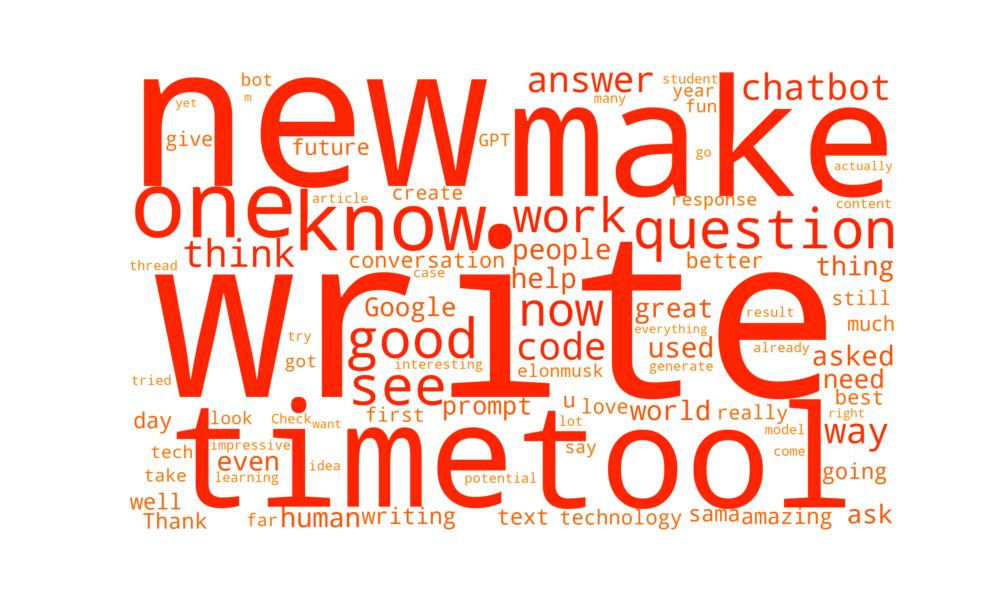 new
make
bot
answer
student
chatbot
yet
m
many
year
fun
give
future
GPT
go
actually
one
article
create
know
work
response
content
question
think
conversation
people
better
thing
thread
case
help
write
Google
now
great
result
still
everything
much
try
good
code
used
already
asked
got
interesting
elonmusk
generate
need
tried
see
best
day
look
Check
want
first
prompt
u
love
world
really
right
lot
model
way
time
tool
tech
impressive
say
come
even
idea
take
learning
potential
going
well
Thank
far
human
writing
text
technology
sama
amazing
ask